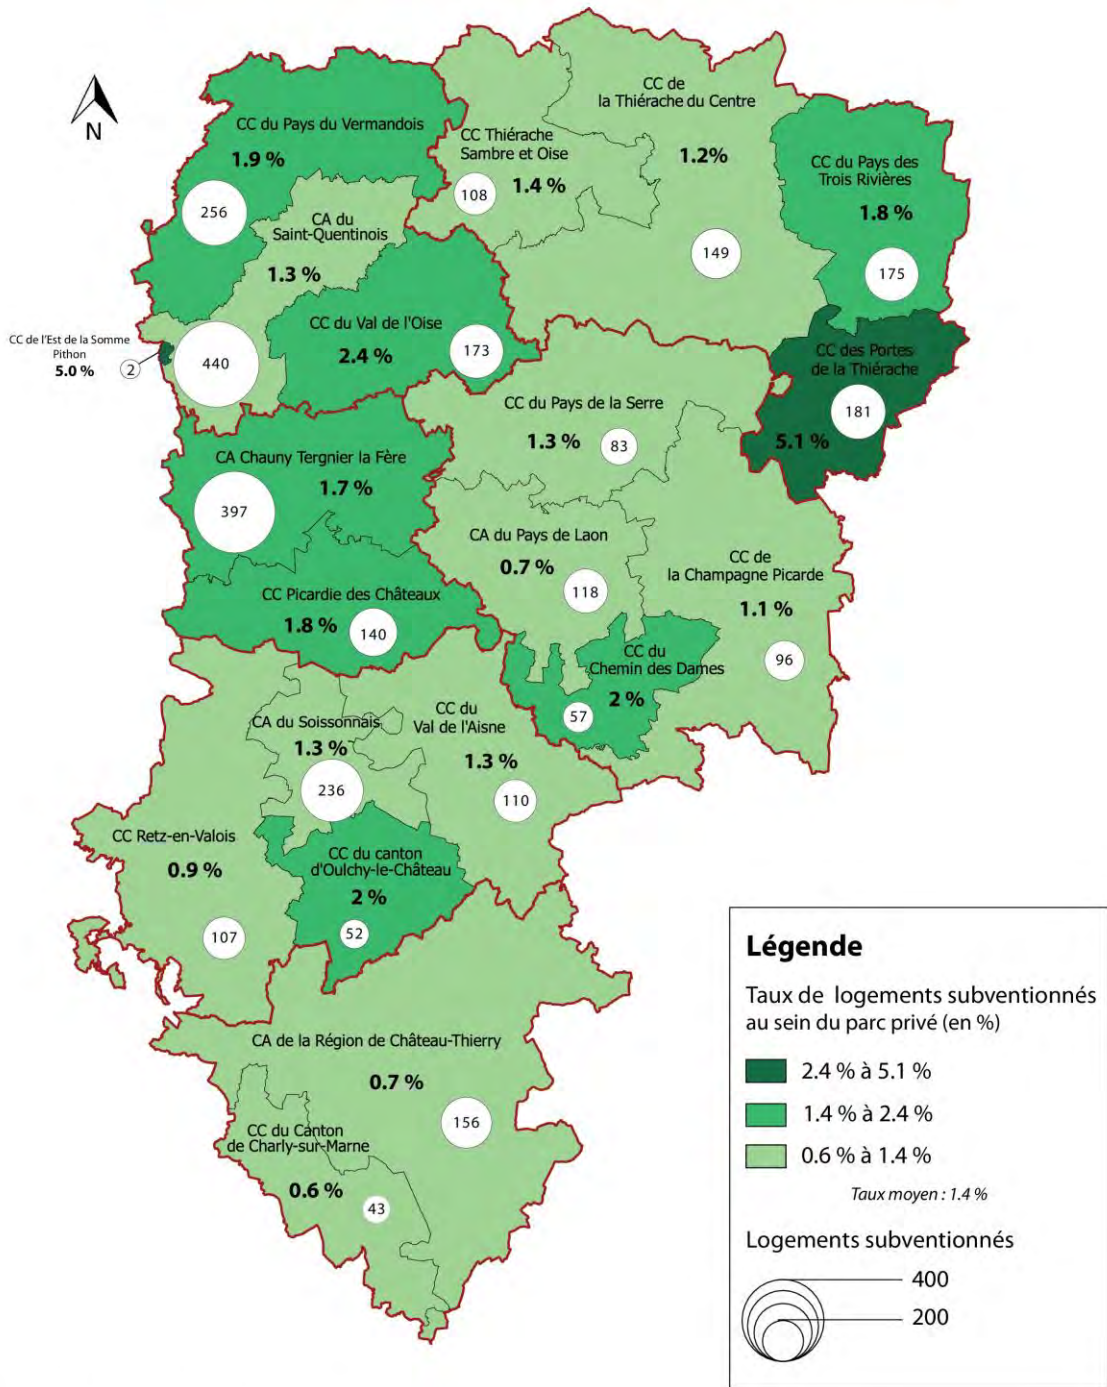 N
CC du Pays du Vermandois
1.9 %
256
CC Thiérache
Sambre et Oise
1.4 %
108
CC de
la Thiérache du Centre
1.2%
149
CC du Pays des
Trois Rivières
1.8 %
175
CA du
Saint-Quentinois
1.3 %
440
CC de l'Est de la Somme
Pithon
5.0 %
2
CC du Val de l'Oise
2.4 %
173
CC des Portes
de la Thiérache
181
5.1 %
CC du Pays de la Serre
1.3 %
83
CA Chauny Tergnier la Fère
1.7 %
397
CA du Pays de Laon
0.7 %
118
CC de
la Champagne Picarde
1.1 %
96
CC Picardie des Châteaux
1.8 %
140
CC du
Chemin des Dames
2 %
57
CA du Soissonnais
1.3 %
236
CC du
Val de l'Aisne
1.3 %
110
CC Retz-en-Valois
0.9 %
107
CC du canton
d'Oulchy-le-Château
2 %
52
CA de la Région de Château-Thierry
0.7 %
156
CC du Canton
de Charly-sur-Marne
0.6 %
43
Légende
Taux de logements subventionnés
au sein du parc privé (en %)
2.4 % à 5.1 %
1.4 % à 2.4 %
0.6 % à 1.4 %
Taux moyen : 1.4 %
Logements subventionnés
400
200